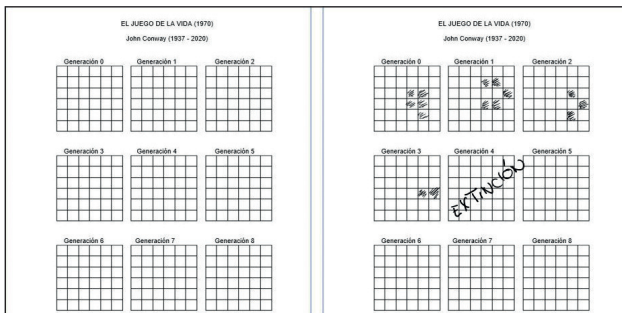 EL JUEGO DE LA VIDA (1970)
John Conway (1937 - 2020)
Generación 0 Generación 1 Generación 2
Generación 3 Generación 4 Generación 5
Generación 6 Generación 7 Generación 8
EL JUEGO DE LA VIDA (1970)
John Conway (1937 - 2020)
Generación 0 Generación 1 Generación 2
Generación 3 Generación 4 Generación 5
EXTINCIÓN
Generación 6 Generación 7 Generación 8